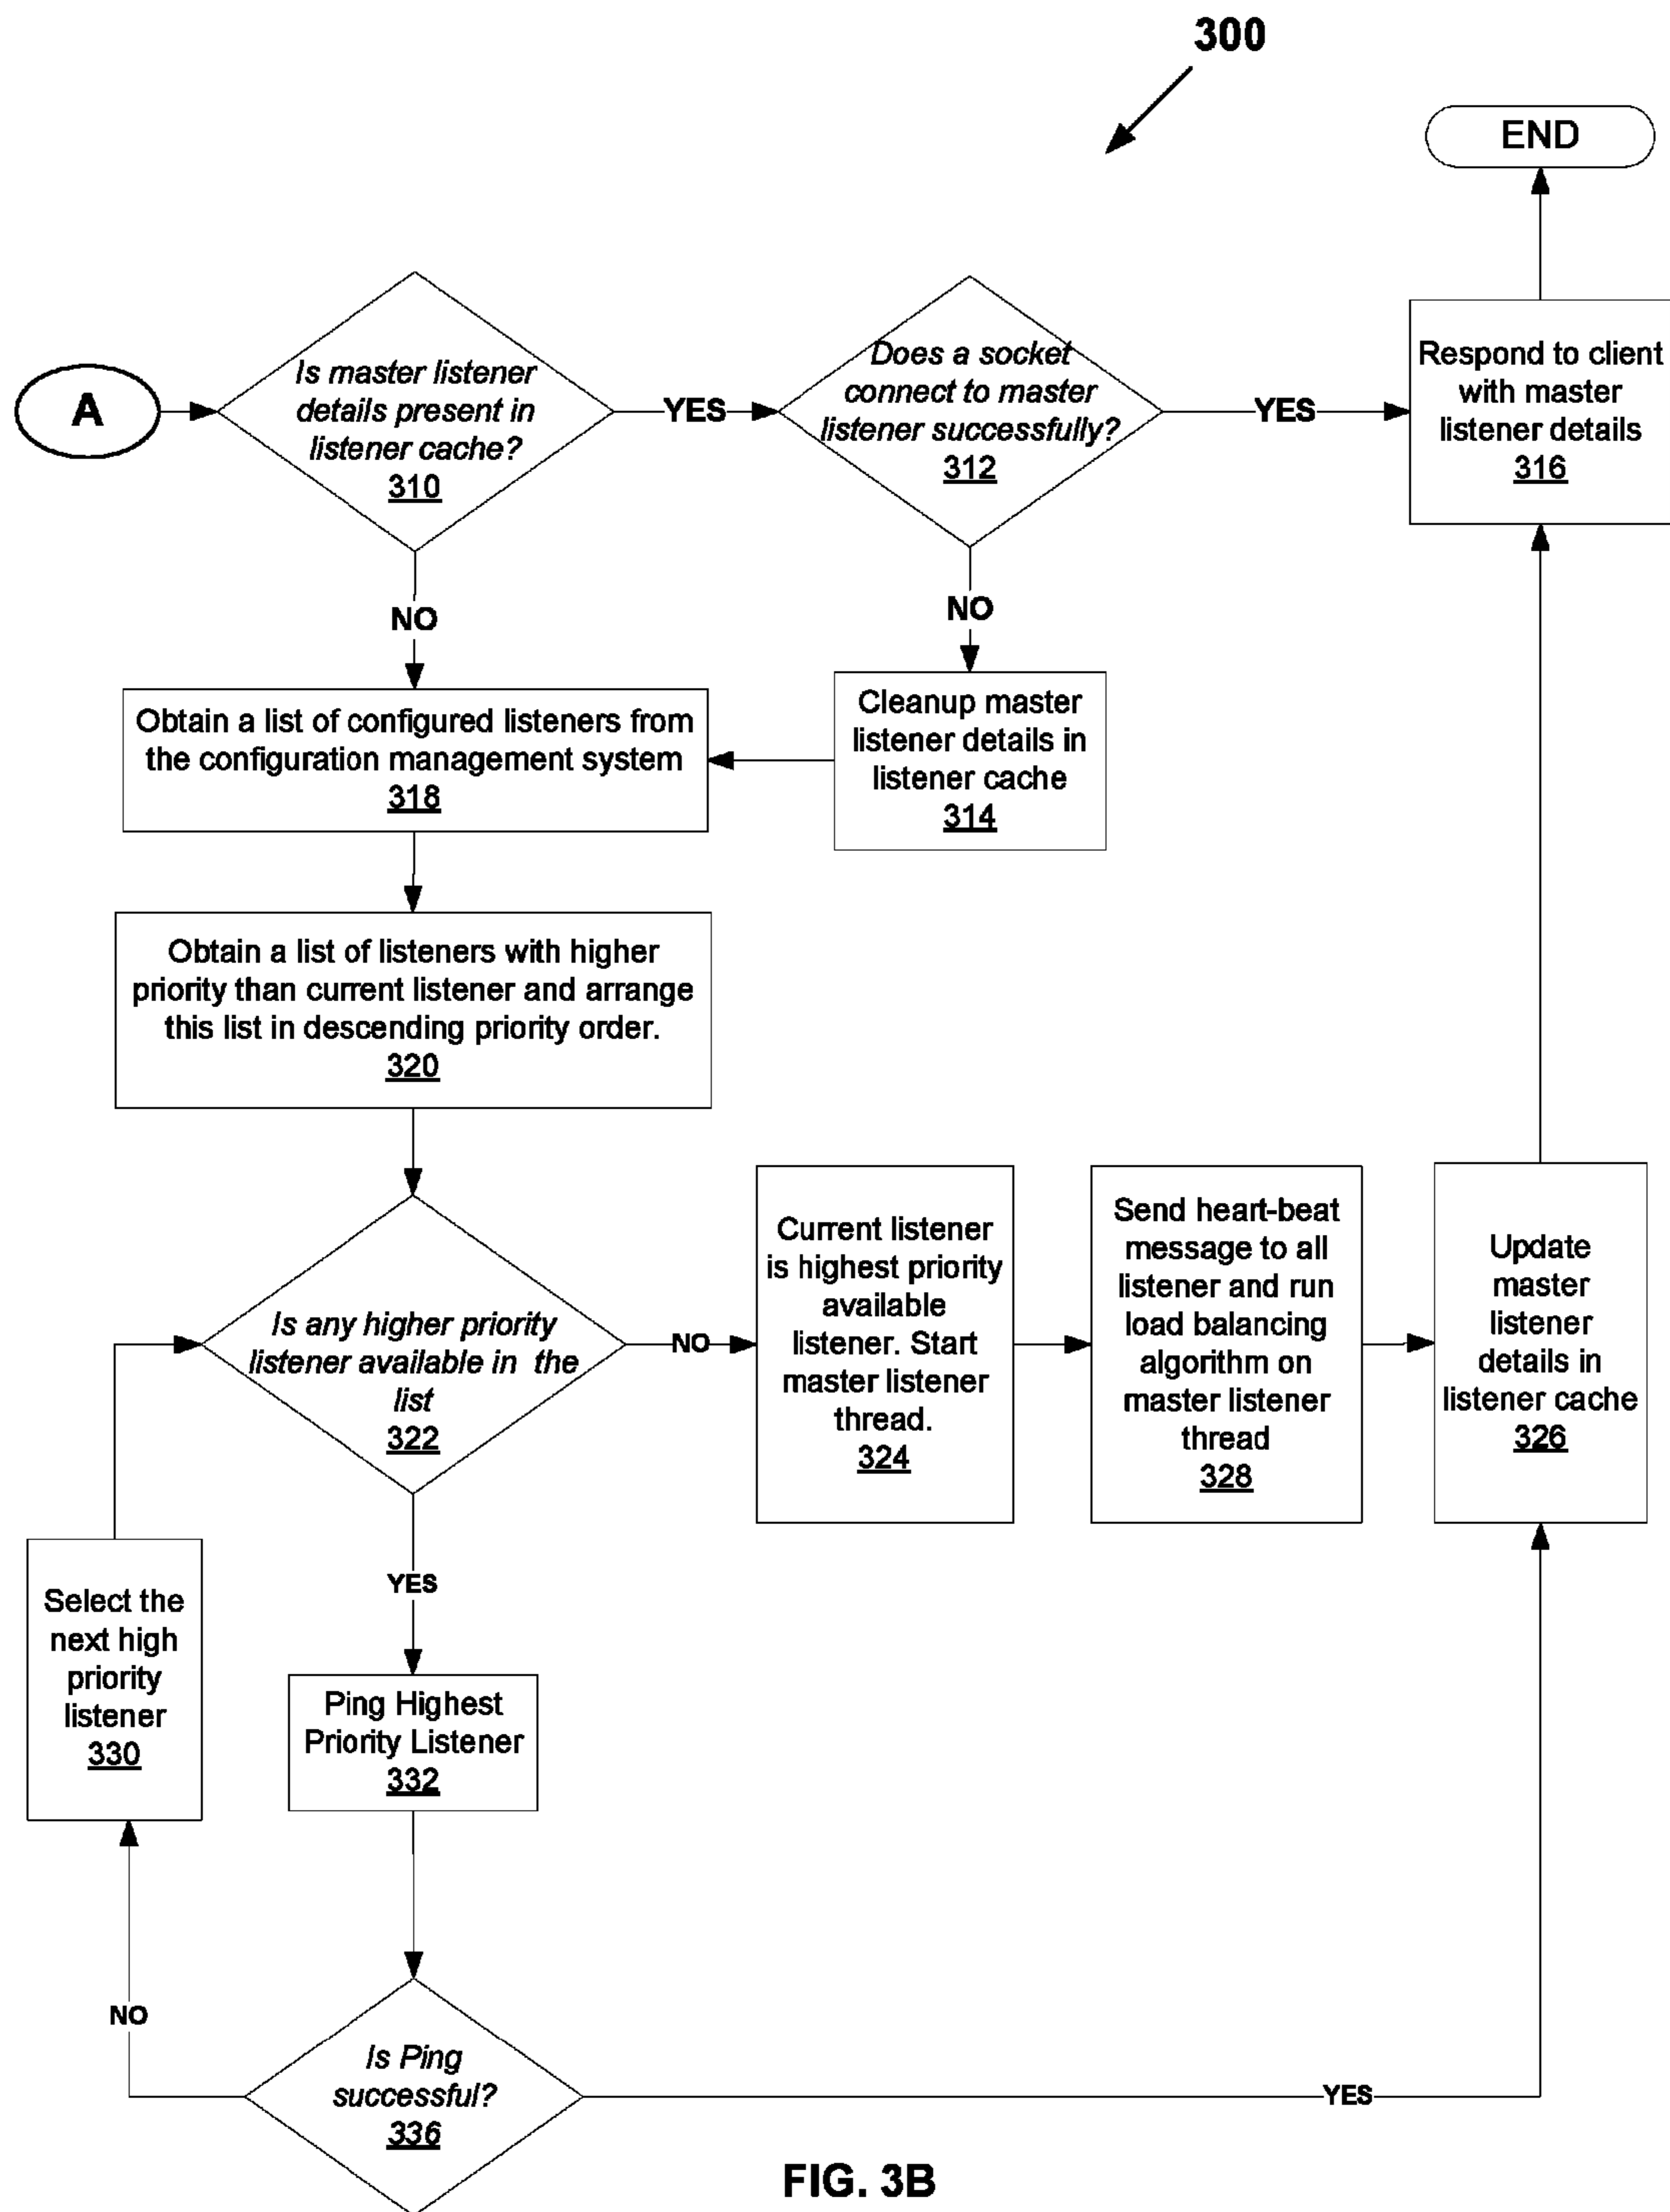 300
END
A
Is master listener
details present in
listener cache?
310
YES
Does a socket
connect to master
listener successfully?
312
YES
Respond to client
with master
listener details
316
NO
NO
Obtain a list of configured listeners from
the configuration management system
318
Cleanup master
listener details in
listener cache
314
Obtain a list of listeners with higher
priority than current listener and arrange
this list in descending priority order.
320
Is any higher priority
listener available in the
list
322
NO
Current listener
is highest priority
available
listener. Start
master listener
thread.
324
Send heart-beat
message to all
listener and run
load balancing
algorithm on
master listener
thread
328
Update
master
listener
details in
listener cache
326
YES
Select the
next high
priority
listener
330
Ping Highest
Priority Listener
332
NO
Is Ping
successful?
336
YES
FIG. 3B